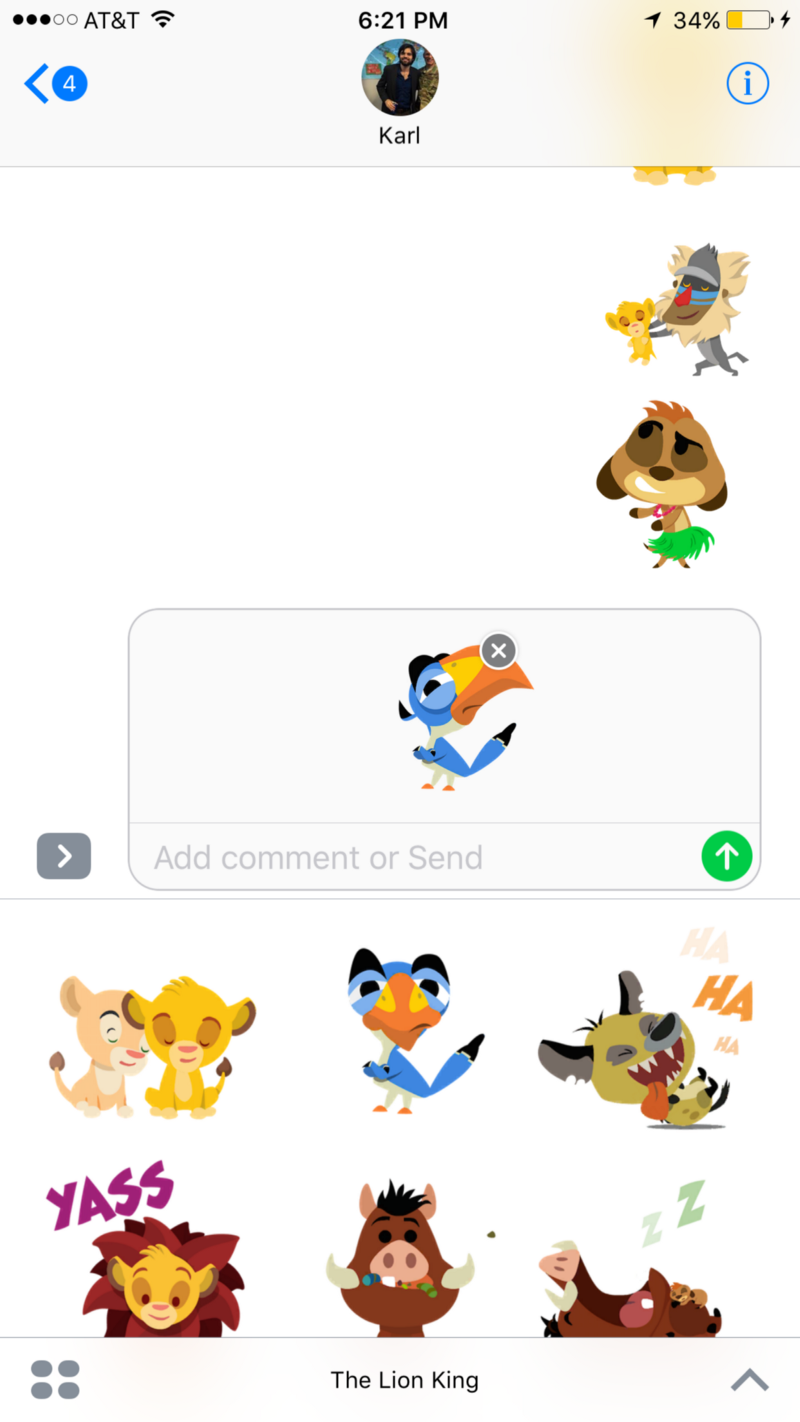 AT&T 6:21 PM 34%
4
Karl
Add comment or Send
HA
HA
HA
YASS
Z
Z
The Lion King